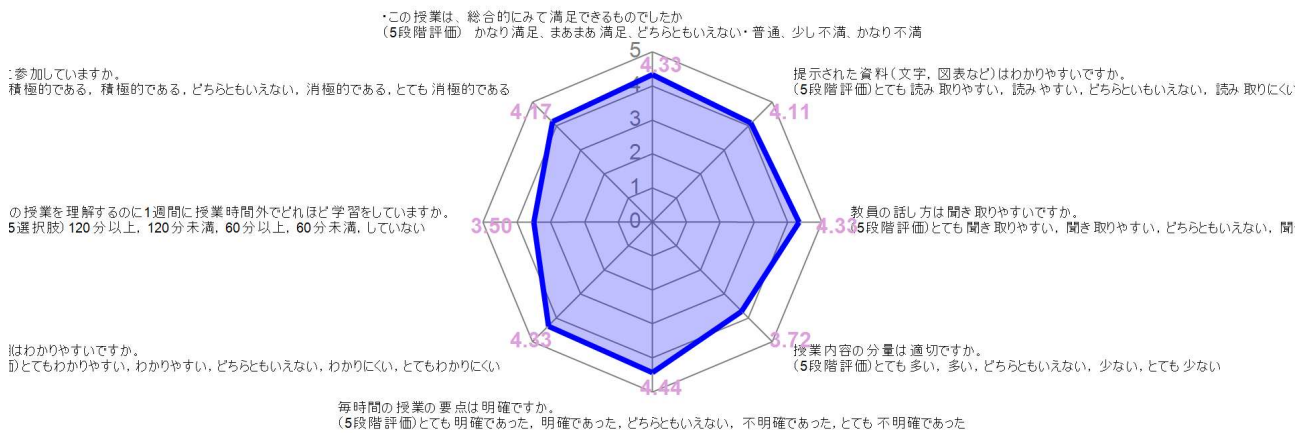 ・この授業は、総合的にみて満足できるものでしたか
(5段階評価) かなり満足、まあまあ満足、どちらともいえない・普通、少し不満、かなり不満
5
4.33
4
3
2
1
0
提示された資料(文字, 図表など)はわかりやすいですか。
(5段階評価)とても読み取りやすい, 読みやすい, どちらといもいえない, 読み取りにくい
4.11
教員の話し方は聞き取りやすいですか。
4.33
(5段階評価)とても聞き取りやすい, 聞き取りやすい, どちらともいえない, 聞
3.72
授業内容の分量は適切ですか。
(5段階評価)とても多い, 多い, どちらともいえない, 少ない, とても少ない
4.44
毎時間の授業の要点は明確ですか。
(5段階評価)とても明確であった, 明確であった, どちらともいえない, 不明確であった, とても不明確であった
4.33
はわかりやすいですか。
)とてもわかりやすい, わかりやすい, どちらともいえない, わかりにくい, とてもわかりにくい
3.50
の授業を理解するのに1週間に授業時間外でどれほど学習をしていますか。
5選択肢) 120分以上, 120分未満, 60分以上, 60分未満, していない
4.17
参加していますか。
積極的である, 積極的である, どちらともいえない, 消極的である, とても消極的である